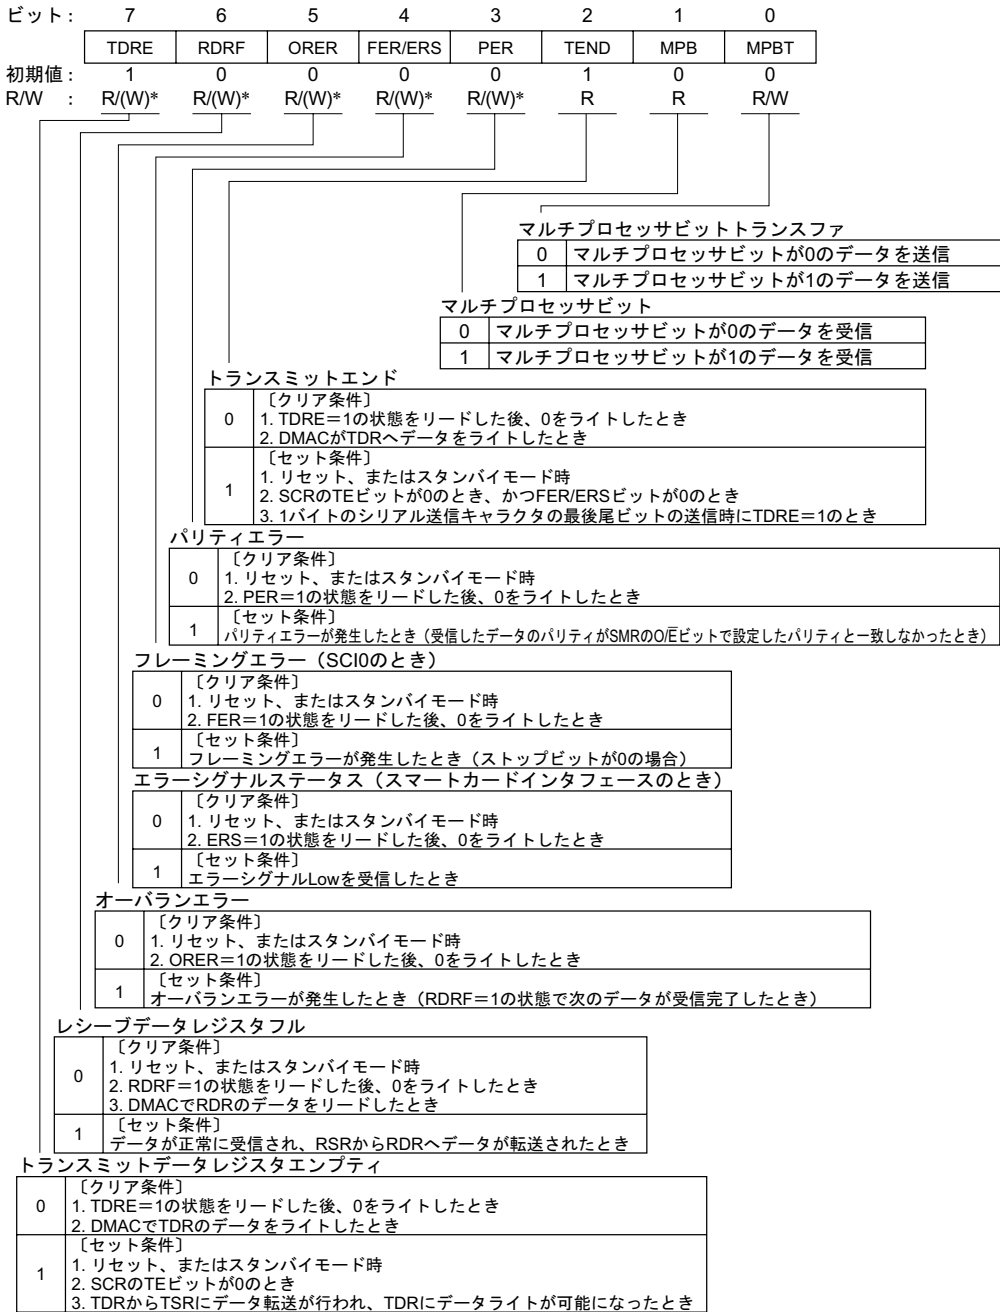 ビット: 7 6 5 4 3 2 1 0
TDRE RDRF ORER FER/ERS PER TEND MPB MPBT
初期値: 1 0 0 0 0 1 0 0
R/W : R/(W)* R/(W)* R/(W)* R/(W)* R/(W)* R R R/W
マルチプロセッサビットトランスファ
0 マルチプロセッサビットが0のデータを送信
1 マルチプロセッサビットが1のデータを送信
マルチプロセッサビット
0 マルチプロセッサビットが0のデータを受信
1 マルチプロセッサビットが1のデータを受信
トランスミットエンド
0 〔クリア条件〕
1. TDRE=1の状態をリードした後、0をライトしたとき
2. DMACがTDRへデータをライトしたとき
1 〔セット条件〕
1. リセット、またはスタンバイモード時
2. SCRのTEビットが0のとき、かつFER/ERSビットが0のとき
3. 1バイトのシリアル送信キャラクタの最後尾ビットの送信時にTDRE=1のとき
パリティエラー
0 〔クリア条件〕
1. リセット、またはスタンバイモード時
2. PER=1の状態をリードした後、0をライトしたとき
1 〔セット条件〕
パリティエラーが発生したとき(受信したデータのパリティがSMRのO/E̅ビットで設定したパリティと一致しなかったとき)
フレーミングエラー(SCI0のとき)
0 〔クリア条件〕
1. リセット、またはスタンバイモード時
2. FER=1の状態をリードした後、0をライトしたとき
1 〔セット条件〕
フレーミングエラーが発生したとき(ストップビットが0の場合)
エラーシグナルステータス(スマートカードインタフェースのとき)
0 〔クリア条件〕
1. リセット、またはスタンバイモード時
2. ERS=1の状態をリードした後、0をライトしたとき
1 〔セット条件〕
エラーシグナルLowを受信したとき
オーバランエラー
0 〔クリア条件〕
1. リセット、またはスタンバイモード時
2. ORER=1の状態をリードした後、0をライトしたとき
1 〔セット条件〕
オーバランエラーが発生したとき(RDRF=1の状態で次のデータが受信完了したとき)
レシーブデータレジスタフル
0 〔クリア条件〕
1. リセット、またはスタンバイモード時
2. RDRF=1の状態をリードした後、0をライトしたとき
3. DMACでRDRのデータをリードしたとき
1 〔セット条件〕
データが正常に受信され、RSRからRDRへデータが転送されたとき
トランスミットデータレジスタエンプティ
0 〔クリア条件〕
1. TDRE=1の状態をリードした後、0をライトしたとき
2. DMACでTDRのデータをライトしたとき
1 〔セット条件〕
1. リセット、またはスタンバイモード時
2. SCRのTEビットが0のとき
3. TDRからTSRにデータ転送が行われ、TDRにデータライトが可能になったとき